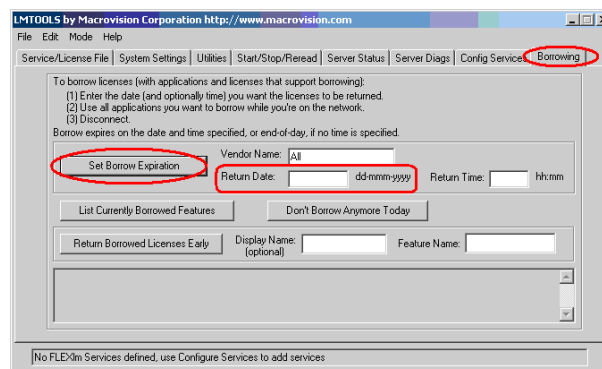 LMTOOLS by Macrovision Corporation http://www.macrovision.com
File Edit Mode Help
Service/License File System Settings Utilities Start/Stop/Reread Server Status Server Diags Config Services Borrowing
To borrow licenses (with applications and licenses that support borrowing):
(1) Enter the date (and optionally time) you want the licenses to be returned.
(2) Use all applications you want to borrow while you're on the network.
(3) Disconnect.
Borrow expires on the date and time specified, or end-of-day, if no time is specified.
Set Borrow Expiration Vendor Name: All
Return Date: dd-mmm-yyyy Return Time: hh:mm
List Currently Borrowed Features Don't Borrow Anymore Today
Return Borrowed Licenses Early Display Name: Feature Name:
(optional)
No FLEXlm Services defined, use Configure Services to add services